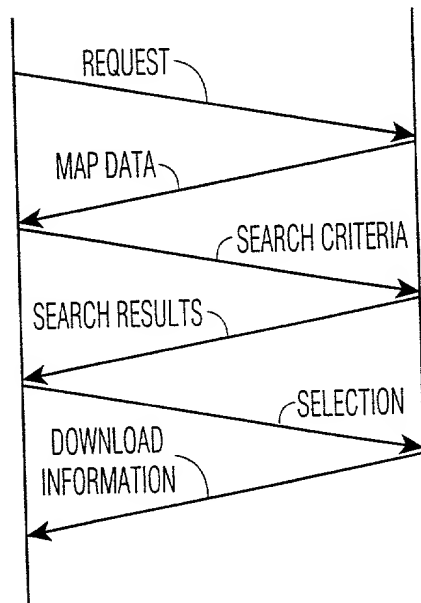 REQUEST
MAP DATA
SEARCH CRITERIA
SEARCH RESULTS
SELECTION
DOWNLOAD
INFORMATION